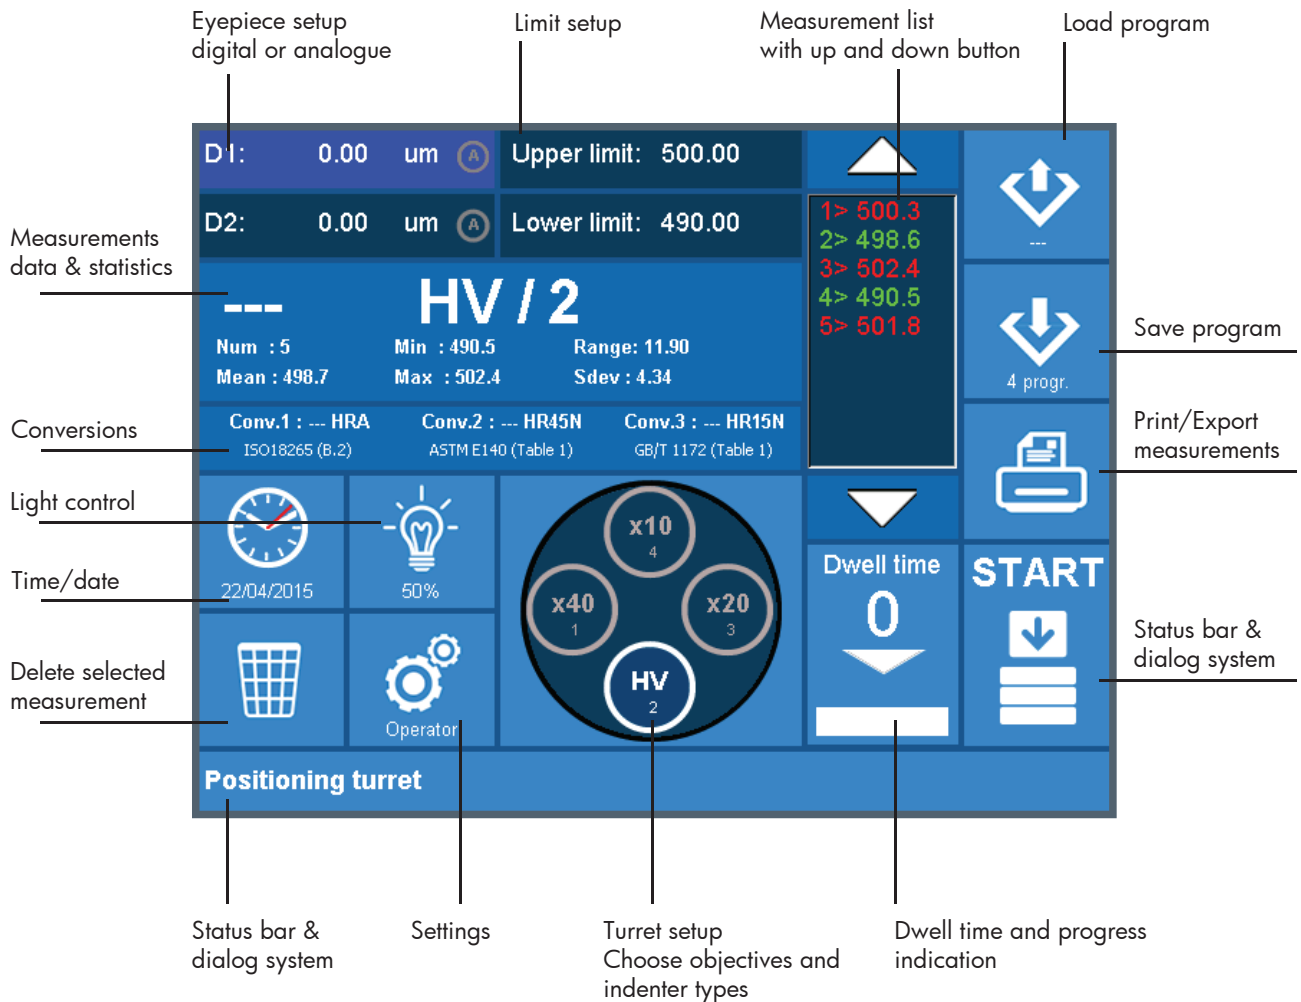 Eyepiece setup
digital or analogue
Limit setup
Measurement list
with up and down button
Load program
D1: 0.00 um A
Upper limit: 500.00
D2: 0.00 um A
Lower limit: 490.00
1> 500.3
2> 498.6
3> 502.4
4> 490.5
5> 501.8
---
Measurements
data & statistics
--- HV / 2
Num : 5 Min : 490.5 Range: 11.90
Mean : 498.7 Max : 502.4 Sdev : 4.34
Save program
4 progr.
Conversions
Conv.1 : --- HRA Conv.2 : --- HR45N Conv.3 : --- HR15N
ISO18265 (B.2) ASTM E140 (Table 1) GB/T 1172 (Table 1)
Print/Export
measurements
Light control
Time/date
22/04/2015
50%
x10
4
x40
1
x20
3
HV
2
Dwell time
0
START
Status bar &
dialog system
Delete selected
measurement
Operator
Positioning turret
Status bar &
dialog system
Settings
Turret setup
Choose objectives and
indenter types
Dwell time and progress
indication